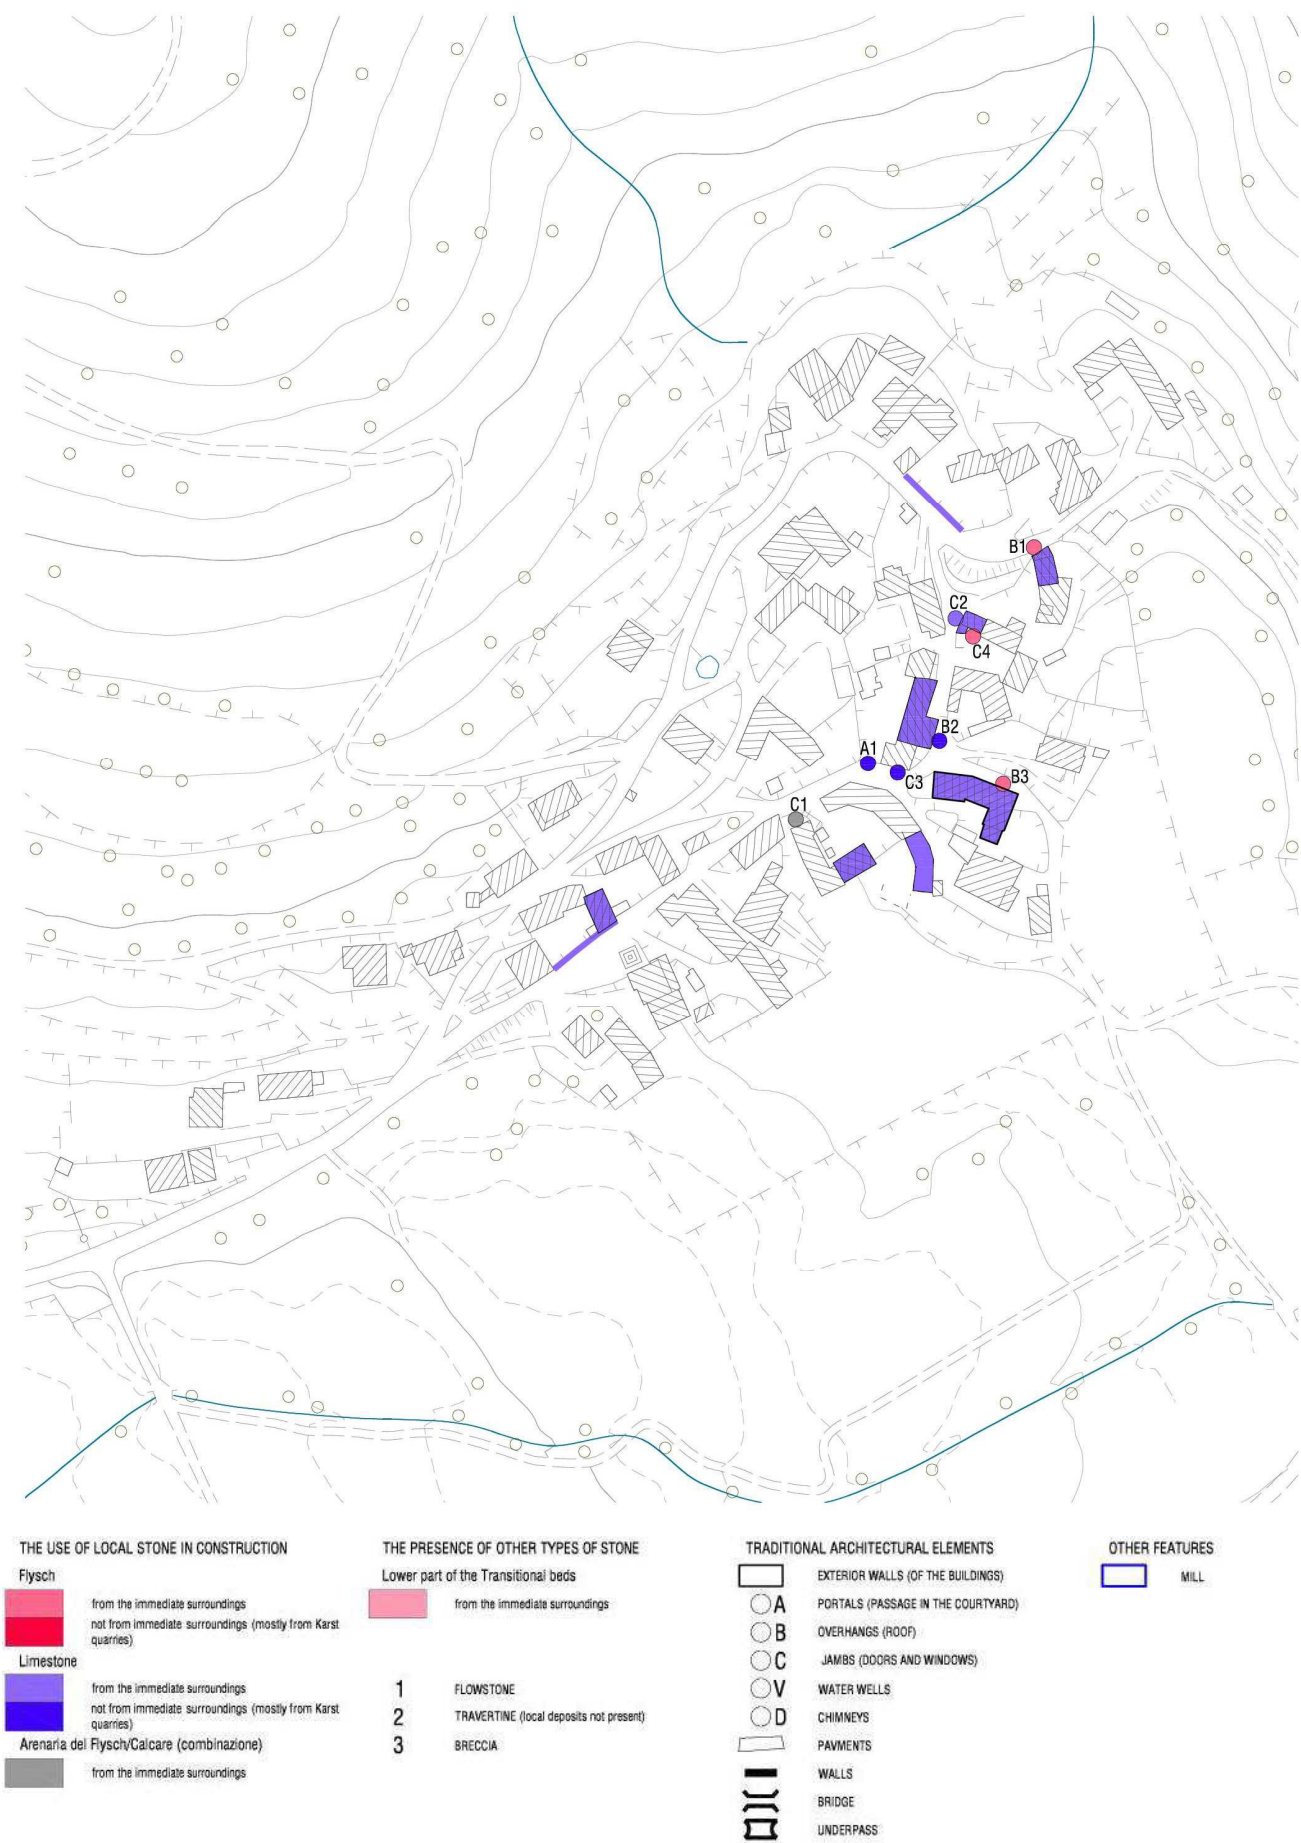 B1
C2
C4
B2
A1
C3
B3
C1
THE USE OF LOCAL STONE IN CONSTRUCTION
Flysch
from the immediate surroundings
not from immediate surroundings (mostly from Karst
quarries)
Limestone
from the immediate surroundings
not from immediate surroundings (mostly from Karst
quarries)
Arenaria del Flysch/Calcare (combinazione)
from the immediate surroundings
THE PRESENCE OF OTHER TYPES OF STONE
Lower part of the Transitional beds
from the immediate surroundings
1 FLOWSTONE
2 TRAVERTINE (local deposits not present)
3 BRECCIA
TRADITIONAL ARCHITECTURAL ELEMENTS
EXTERIOR WALLS (OF THE BUILDINGS)
A PORTALS (PASSAGE IN THE COURTYARD)
B OVERHANGS (ROOF)
C JAMBS (DOORS AND WINDOWS)
V WATER WELLS
D CHIMNEYS
PAVMENTS
WALLS
BRIDGE
UNDERPASS
OTHER FEATURES
MILL